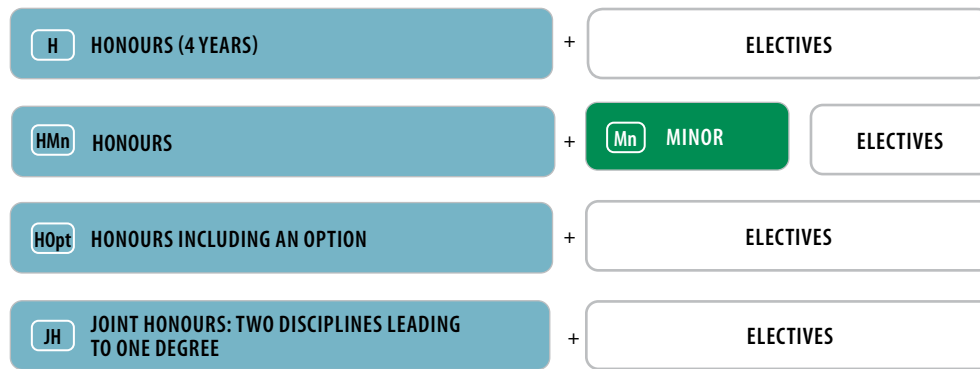 H HONOURS (4 YEARS) + ELECTIVES
HMn HONOURS + Mn MINOR ELECTIVES
HOpt HONOURS INCLUDING AN OPTION + ELECTIVES
JH JOINT HONOURS: TWO DISCIPLINES LEADING
TO ONE DEGREE + ELECTIVES